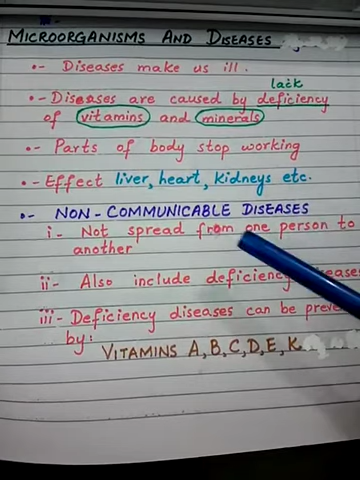 MICROORGANISMS AND DISEASES
•- Diseases make us ill.
lack
•- Diseases are caused by deficiency
of vitamins and minerals
•- Parts of body stop working
•- Effect liver, heart, kidneys etc.
•- NON-COMMUNICABLE DISEASES
i- Not spread from one person to
another
ii- Also include deficiency diseases
iii- Deficiency diseases can be
by:
VITAMINS A, B, C, D, E, K